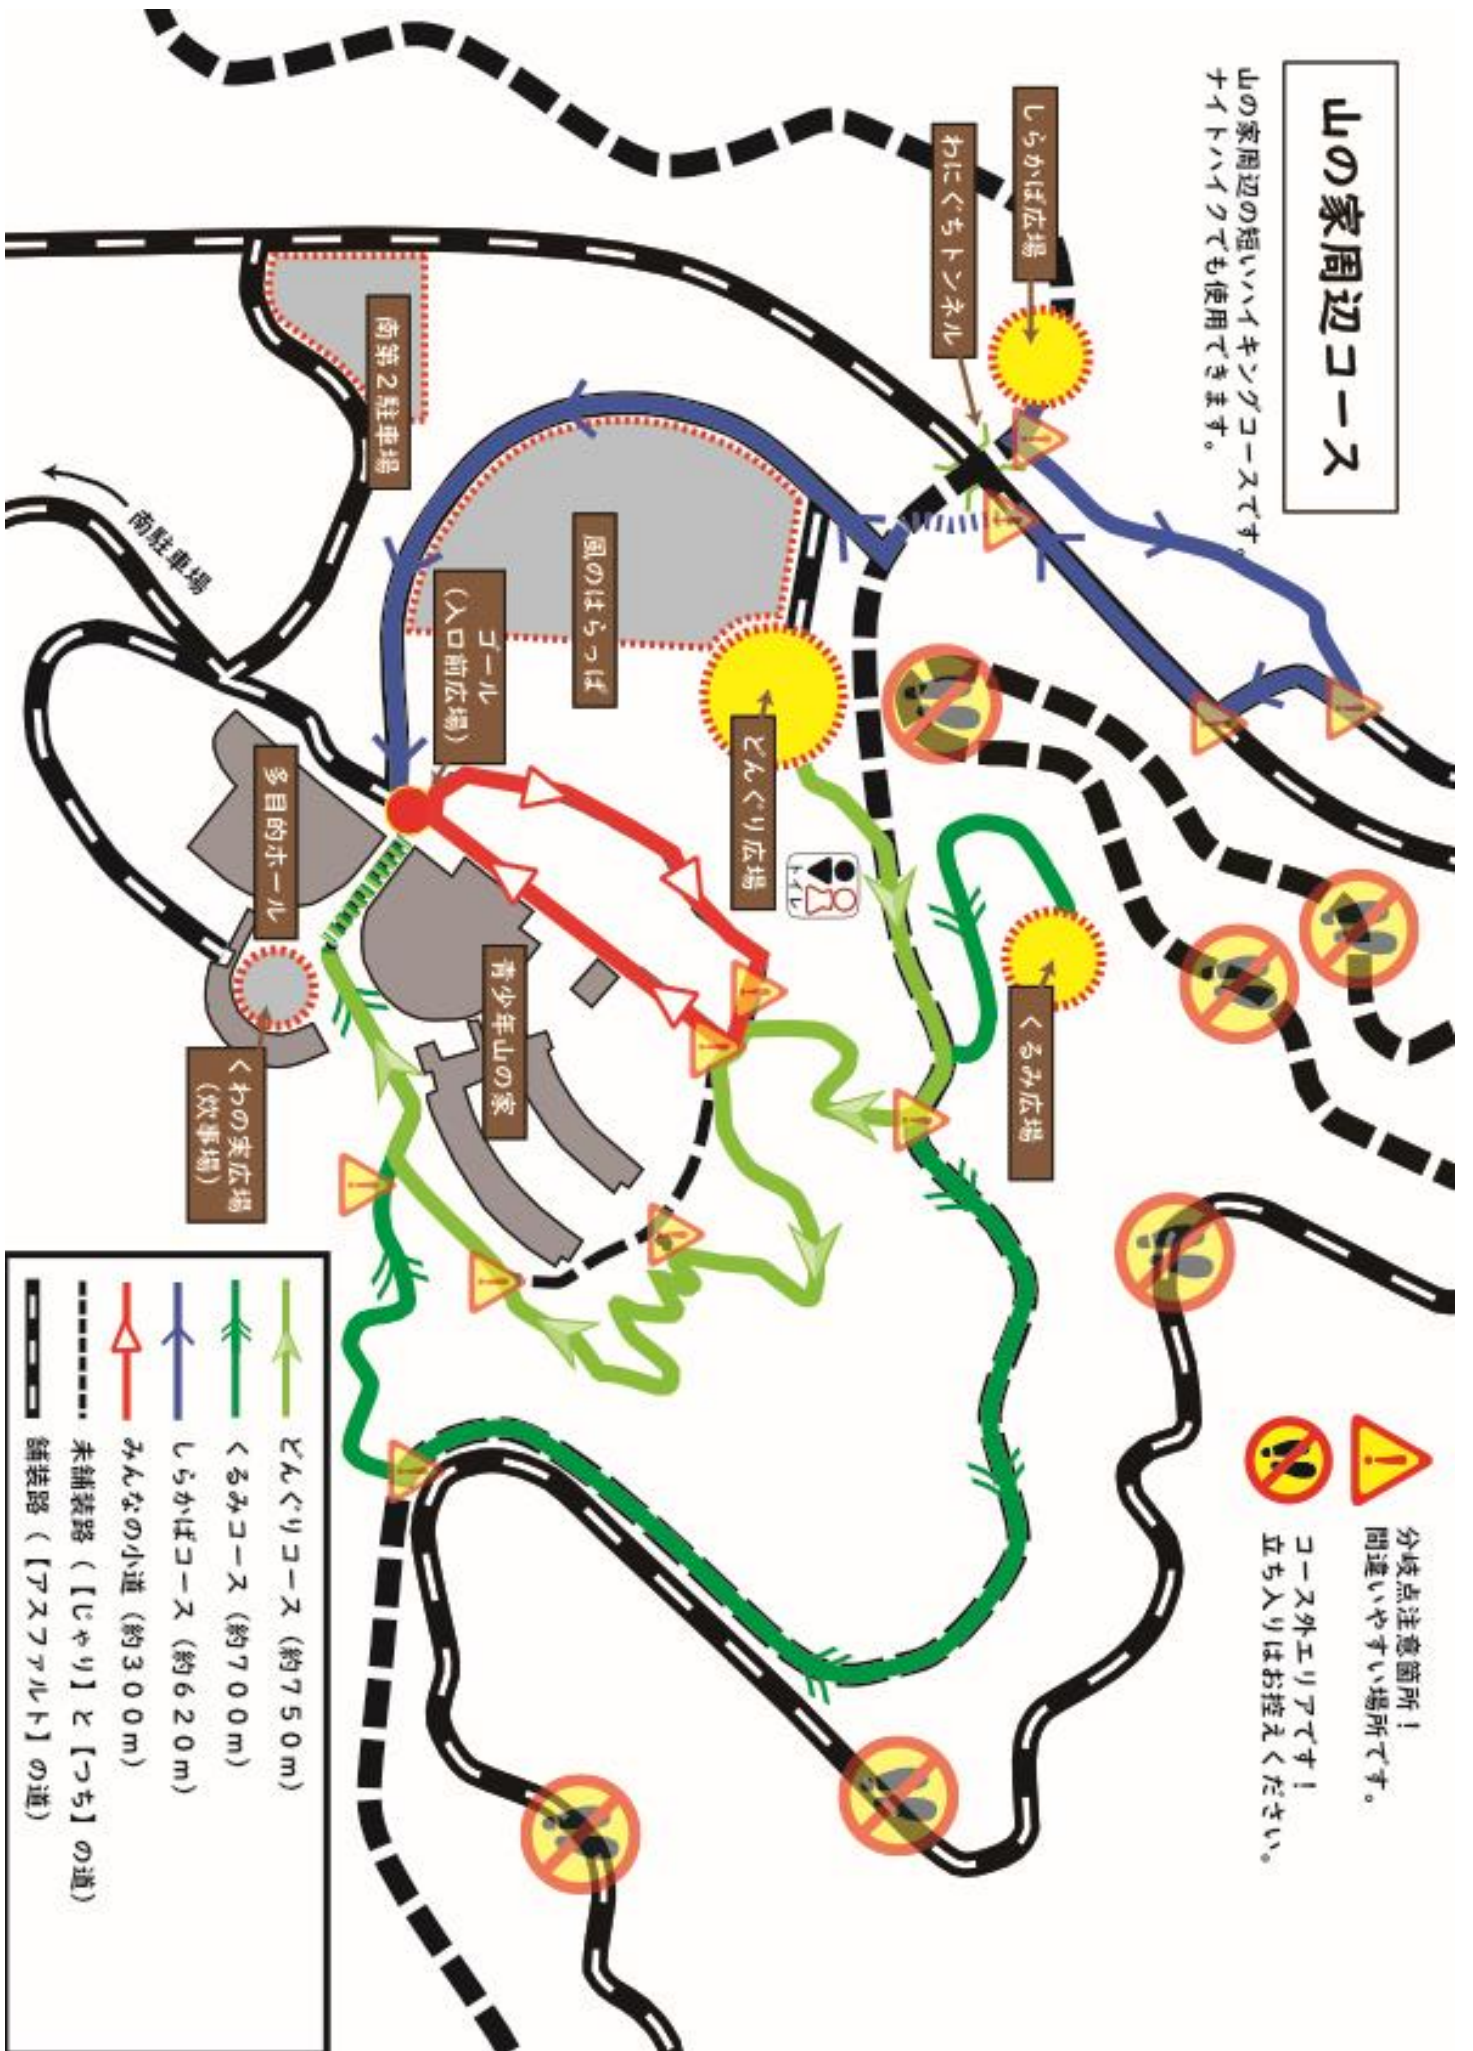 山の家周辺コース
山の家周辺の短いハイキングコースです。
ナイトハイクでも使用できます。
分岐点注意箇所！
間違いやすい場所です。
コース外エリアです！
立ち入りはお控えください。
しらかば広場
わにぐちトンネル
くるみ広場
どんぐり広場
トイレ
風のはらっぱ
ゴール
(入口前広場)
青少年山の家
南第2駐車場
南駐車場
多目的ホール
くわの実広場
(炊事場)
どんぐりコース (約750m)
くるみコース (約700m)
しらかばコース (約620m)
みんなの小道 (約300m)
未舗装路 (【じゃり】と【つち】の道)
舗装路 (【アスファルト】の道)